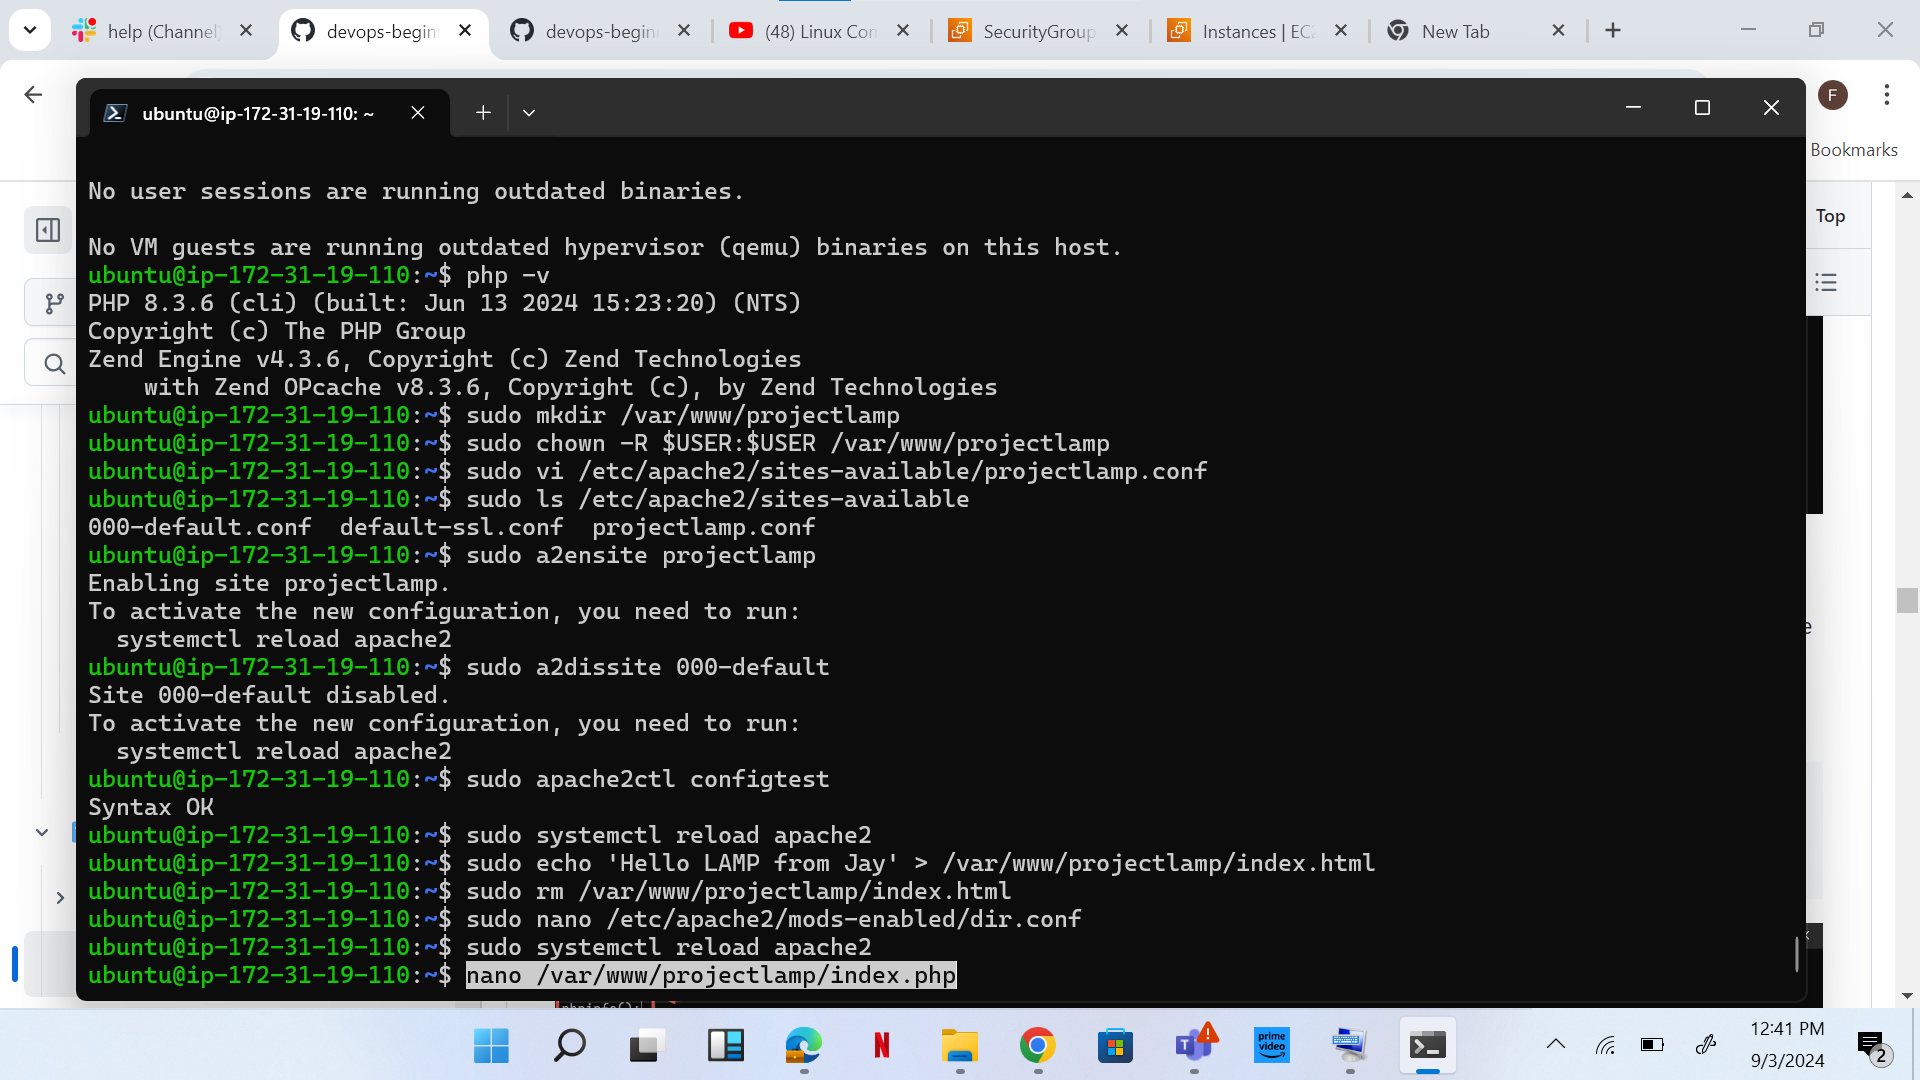 help (Channel)
devops-begin
devops-begin
(48) Linux Con
SecurityGroup
Instances | EC2
New Tab
F
Bookmarks
ubuntu@ip-172-31-19-110: ~
Top
No user sessions are running outdated binaries.
No VM guests are running outdated hypervisor (qemu) binaries on this host.
ubuntu@ip-172-31-19-110:~$ php -v
PHP 8.3.6 (cli) (built: Jun 13 2024 15:23:20) (NTS)
Copyright (c) The PHP Group
Zend Engine v4.3.6, Copyright (c) Zend Technologies
    with Zend OPcache v8.3.6, Copyright (c), by Zend Technologies
ubuntu@ip-172-31-19-110:~$ sudo mkdir /var/www/projectlamp
ubuntu@ip-172-31-19-110:~$ sudo chown -R $USER:$USER /var/www/projectlamp
ubuntu@ip-172-31-19-110:~$ sudo vi /etc/apache2/sites-available/projectlamp.conf
ubuntu@ip-172-31-19-110:~$ sudo ls /etc/apache2/sites-available
000-default.conf  default-ssl.conf  projectlamp.conf
ubuntu@ip-172-31-19-110:~$ sudo a2ensite projectlamp
Enabling site projectlamp.
To activate the new configuration, you need to run:
  systemctl reload apache2
ubuntu@ip-172-31-19-110:~$ sudo a2dissite 000-default
Site 000-default disabled.
To activate the new configuration, you need to run:
  systemctl reload apache2
ubuntu@ip-172-31-19-110:~$ sudo apache2ctl configtest
Syntax OK
ubuntu@ip-172-31-19-110:~$ sudo systemctl reload apache2
ubuntu@ip-172-31-19-110:~$ sudo echo 'Hello LAMP from Jay' > /var/www/projectlamp/index.html
ubuntu@ip-172-31-19-110:~$ sudo rm /var/www/projectlamp/index.html
ubuntu@ip-172-31-19-110:~$ sudo nano /etc/apache2/mods-enabled/dir.conf
ubuntu@ip-172-31-19-110:~$ sudo systemctl reload apache2
ubuntu@ip-172-31-19-110:~$ nano /var/www/projectlamp/index.php
N
T
prime video
12:41 PM
9/3/2024
2